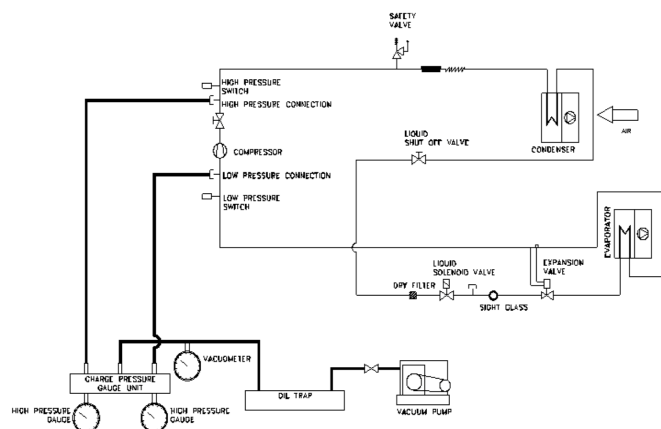 SAFETY
VALVE
HIGH PRESSURE
SWITCH
HIGH PRESSURE CONNECTION
COMPRESSOR
LOW PRESSURE CONNECTION
LOW PRESSURE
SWITCH
LIQUID
SHUT OFF VALVE
CONDENSER
AIR
EVAPORATOR
LIQUID
SOLENOID VALVE
EXPANSION
VALVE
DRY FILTER
SIGHT GLASS
VACUOMETER
CHARGE PRESSURE
GAUGE UNIT
OIL TRAP
HIGH PRESSURE
GAUGE
HIGH PRESSURE
GAUGE
VACUUM PUMP